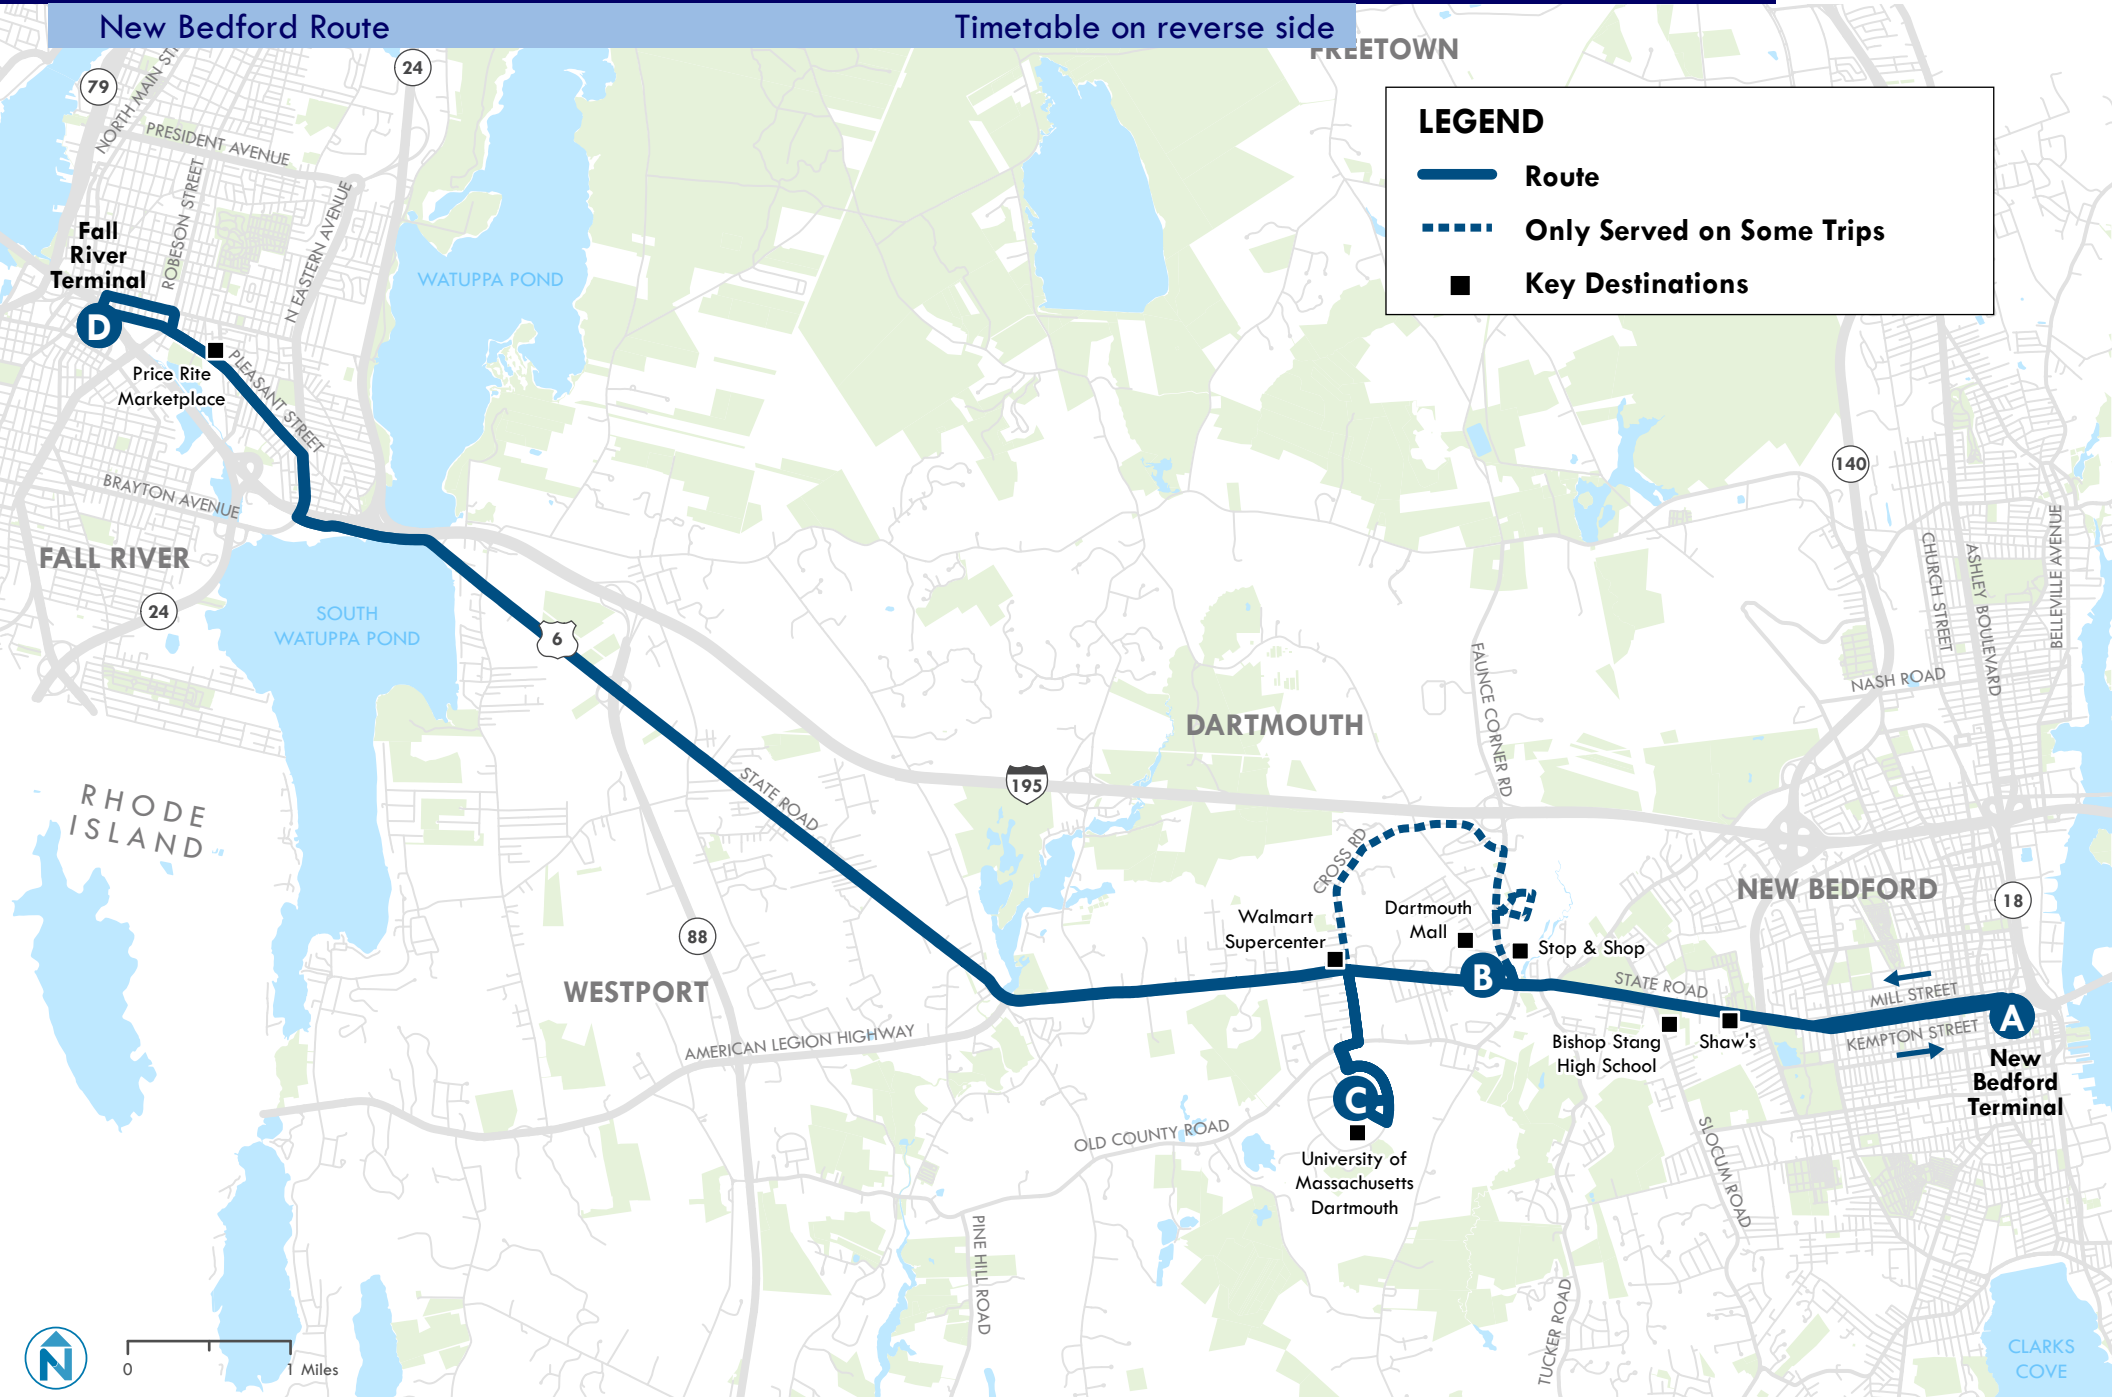 New Bedford Route
Timetable on reverse side
FREETOWN
LEGEND
Route
Only Served on Some Trips
Key Destinations
24
79
NORTH MAIN ST
PRESIDENT AVENUE
ROBESON STREET
N EASTERN AVENUE
Fall
River
Terminal
D
WATUPPA POND
Price Rite
Marketplace
PLEASANT STREET
BRAYTON AVENUE
FALL RIVER
24
SOUTH
WATUPPA POND
6
140
CHURCH STREET
ASHLEY BOULEVARD
BELLEVILLE AVENUE
NASH ROAD
FAUNCE CORNER RD
DARTMOUTH
RHODE
ISLAND
STATE ROAD
195
CROSS RD
NEW BEDFORD
18
Walmart
Supercenter
Dartmouth
Mall
Stop & Shop
88
WESTPORT
B
STATE ROAD
MILL STREET
A
KEMPTON STREET
AMERICAN LEGION HIGHWAY
Bishop Stang
High School
Shaw's
New
Bedford
Terminal
C
OLD COUNTY ROAD
University of
Massachusetts
Dartmouth
SLOCUM ROAD
PINE HILL ROAD
TUCKER ROAD
N
0
1 Miles
CLARKS
COVE